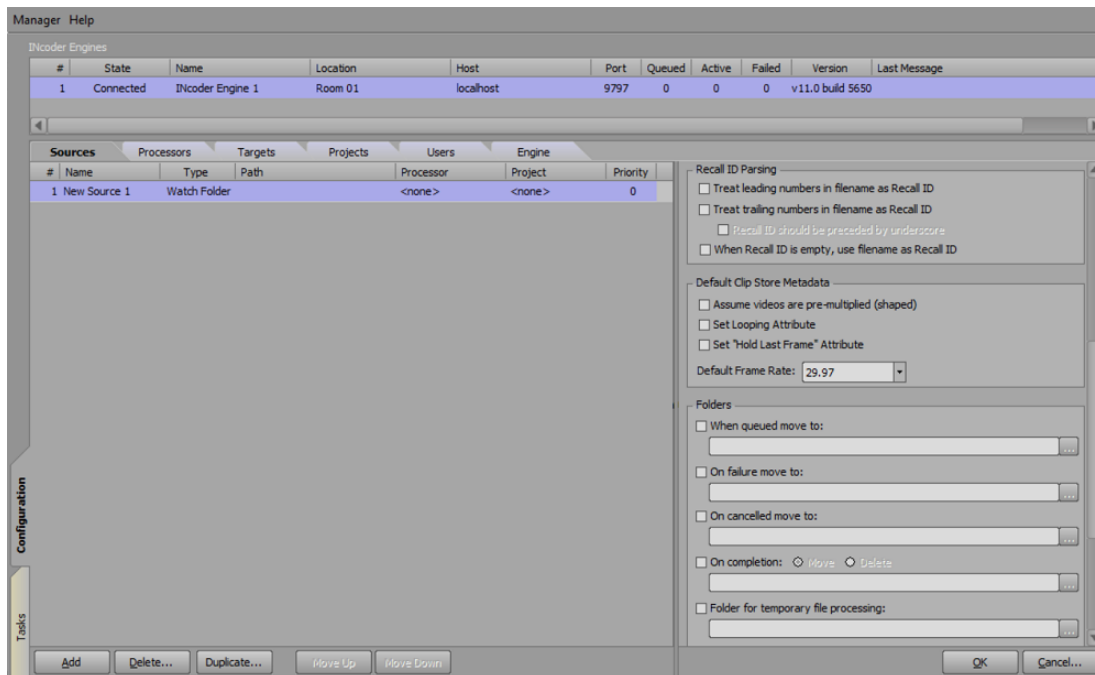 Manager Help
INcoder Engines
# State Name Location Host Port Queued Active Failed Version Last Message
1 Connected INcoder Engine 1 Room 01 localhost 9797 0 0 0 v11.0 build 5650
Sources Processors Targets Projects Users Engine
# Name Type Path Processor Project Priority
1 New Source 1 Watch Folder <none> <none> 0
Recall ID Parsing
Treat leading numbers in filename as Recall ID
Treat trailing numbers in filename as Recall ID
Recall ID should be preceded by underscore
When Recall ID is empty, use filename as Recall ID
Default Clip Store Metadata
Assume videos are pre-multiplied (shaped)
Set Looping Attribute
Set "Hold Last Frame" Attribute
Default Frame Rate: 29.97
Folders
When queued move to:
...
On failure move to:
...
On cancelled move to:
...
On completion: Move Delete
...
Folder for temporary file processing:
...
Configuration
Tasks
Add Delete... Duplicate... Move Up Move Down OK Cancel...